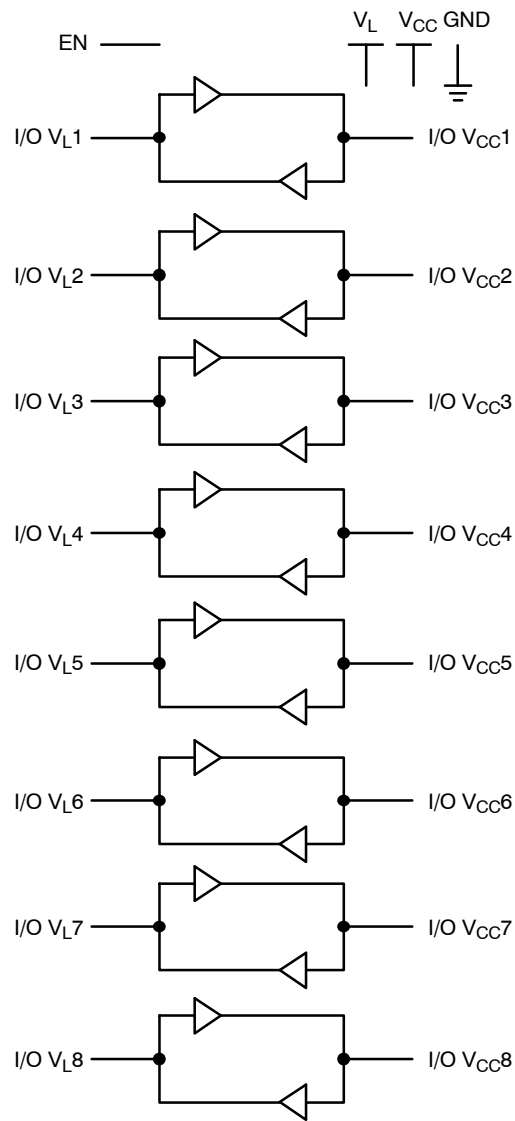 EN V_L V_CC GND
I/O V_L1 I/O V_CC1
I/O V_L2 I/O V_CC2
I/O V_L3 I/O V_CC3
I/O V_L4 I/O V_CC4
I/O V_L5 I/O V_CC5
I/O V_L6 I/O V_CC6
I/O V_L7 I/O V_CC7
I/O V_L8 I/O V_CC8